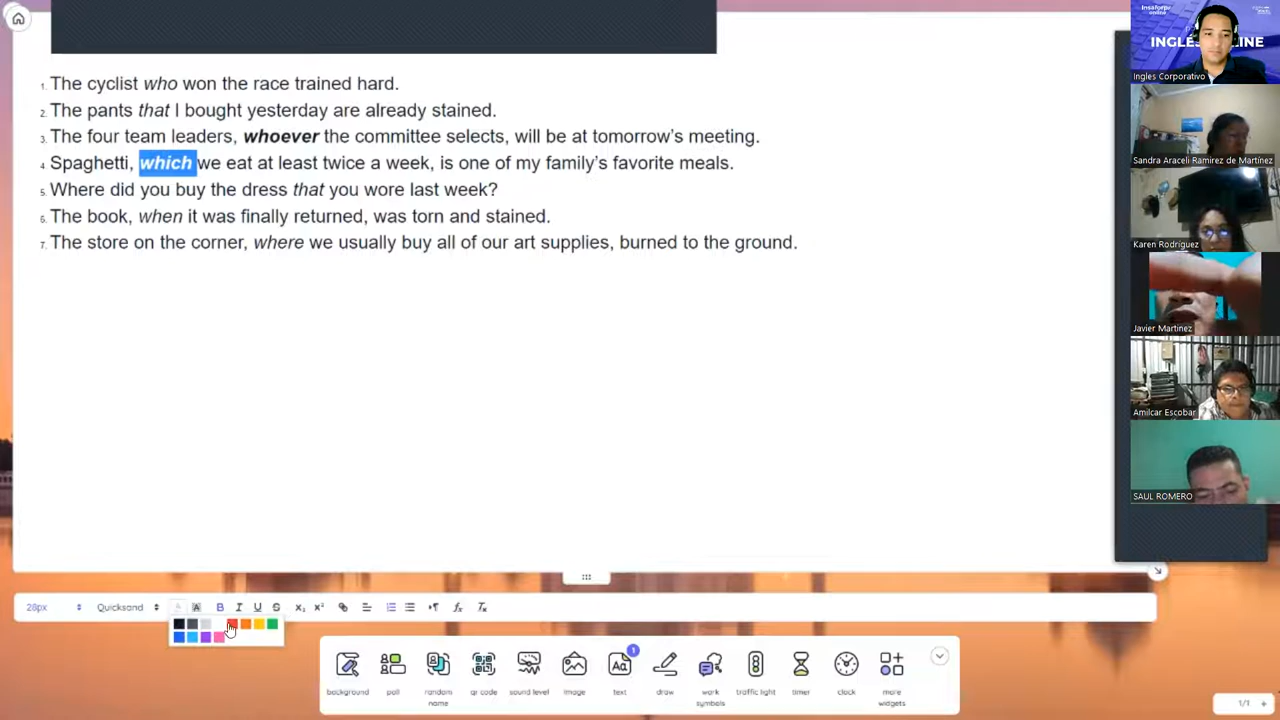 1. The cyclist who won the race trained hard.
2. The pants that I bought yesterday are already stained.
3. The four team leaders, whoever the committee selects, will be at tomorrow's meeting.
4. Spaghetti, which we eat at least twice a week, is one of my family's favorite meals.
5. Where did you buy the dress that you wore last week?
6. The book, when it was finally returned, was torn and stained.
7. The store on the corner, where we usually buy all of our art supplies, burned to the ground.
28px Quicksand A A B I U S X₁ X²
background poll random name qr code sound level image text draw work symbols traffic light timer clock more widgets
1
1/1
Insaforp online
Ingles Corporativo
Sandra Araceli Ramirez de Martínez
Karen Rodríguez
Javier Martinez
Amilcar Escobar
SAUL ROMERO